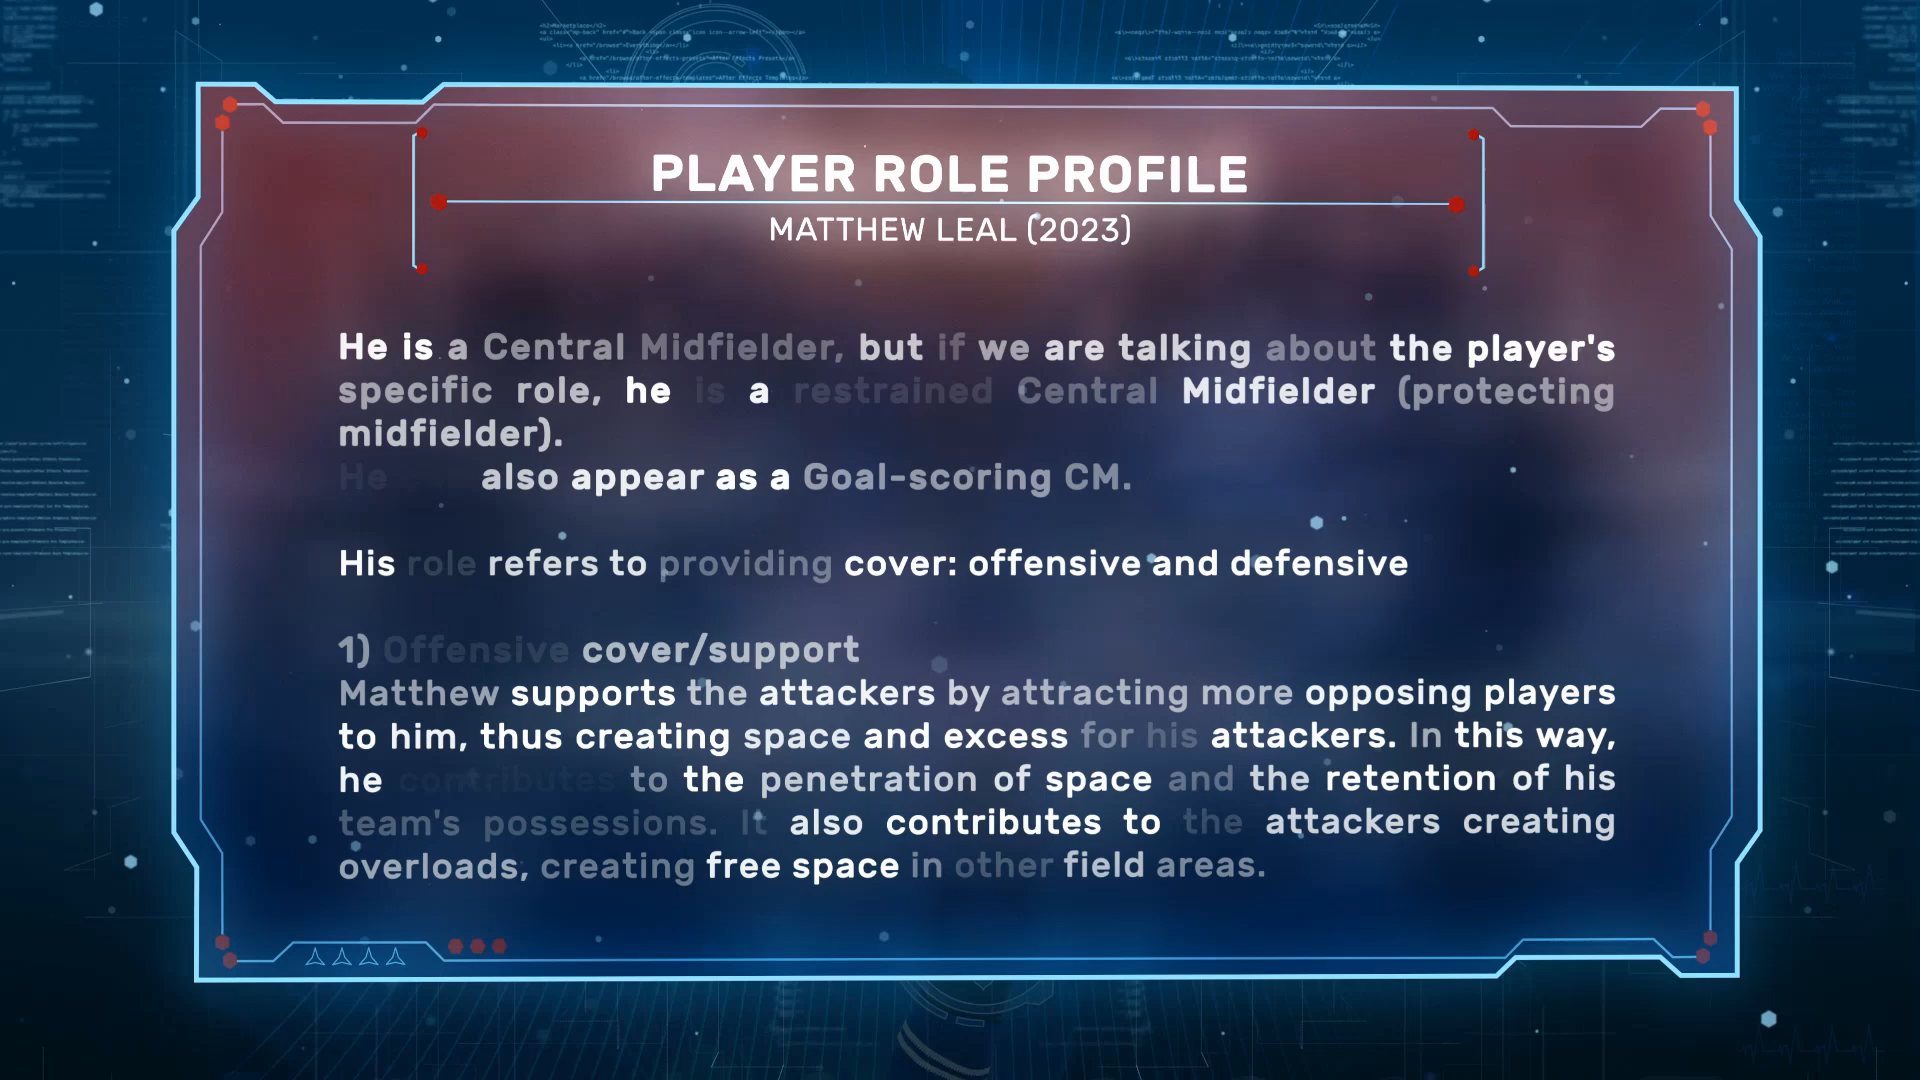 PLAYER ROLE PROFILE
MATTHEW LEAL (2023)
He is a Central Midfielder, but if we are talking about the player's
specific role, he is a restrained Central Midfielder (protecting
midfielder).
He also appear as a Goal-scoring CM.
His role refers to providing cover: offensive and defensive
1) Offensive cover/support
Matthew supports the attackers by attracting more opposing players
to him, thus creating space and excess for his attackers. In this way,
he contributes to the penetration of space and the retention of his
team's possessions. It also contributes to the attackers creating
overloads, creating free space in other field areas.